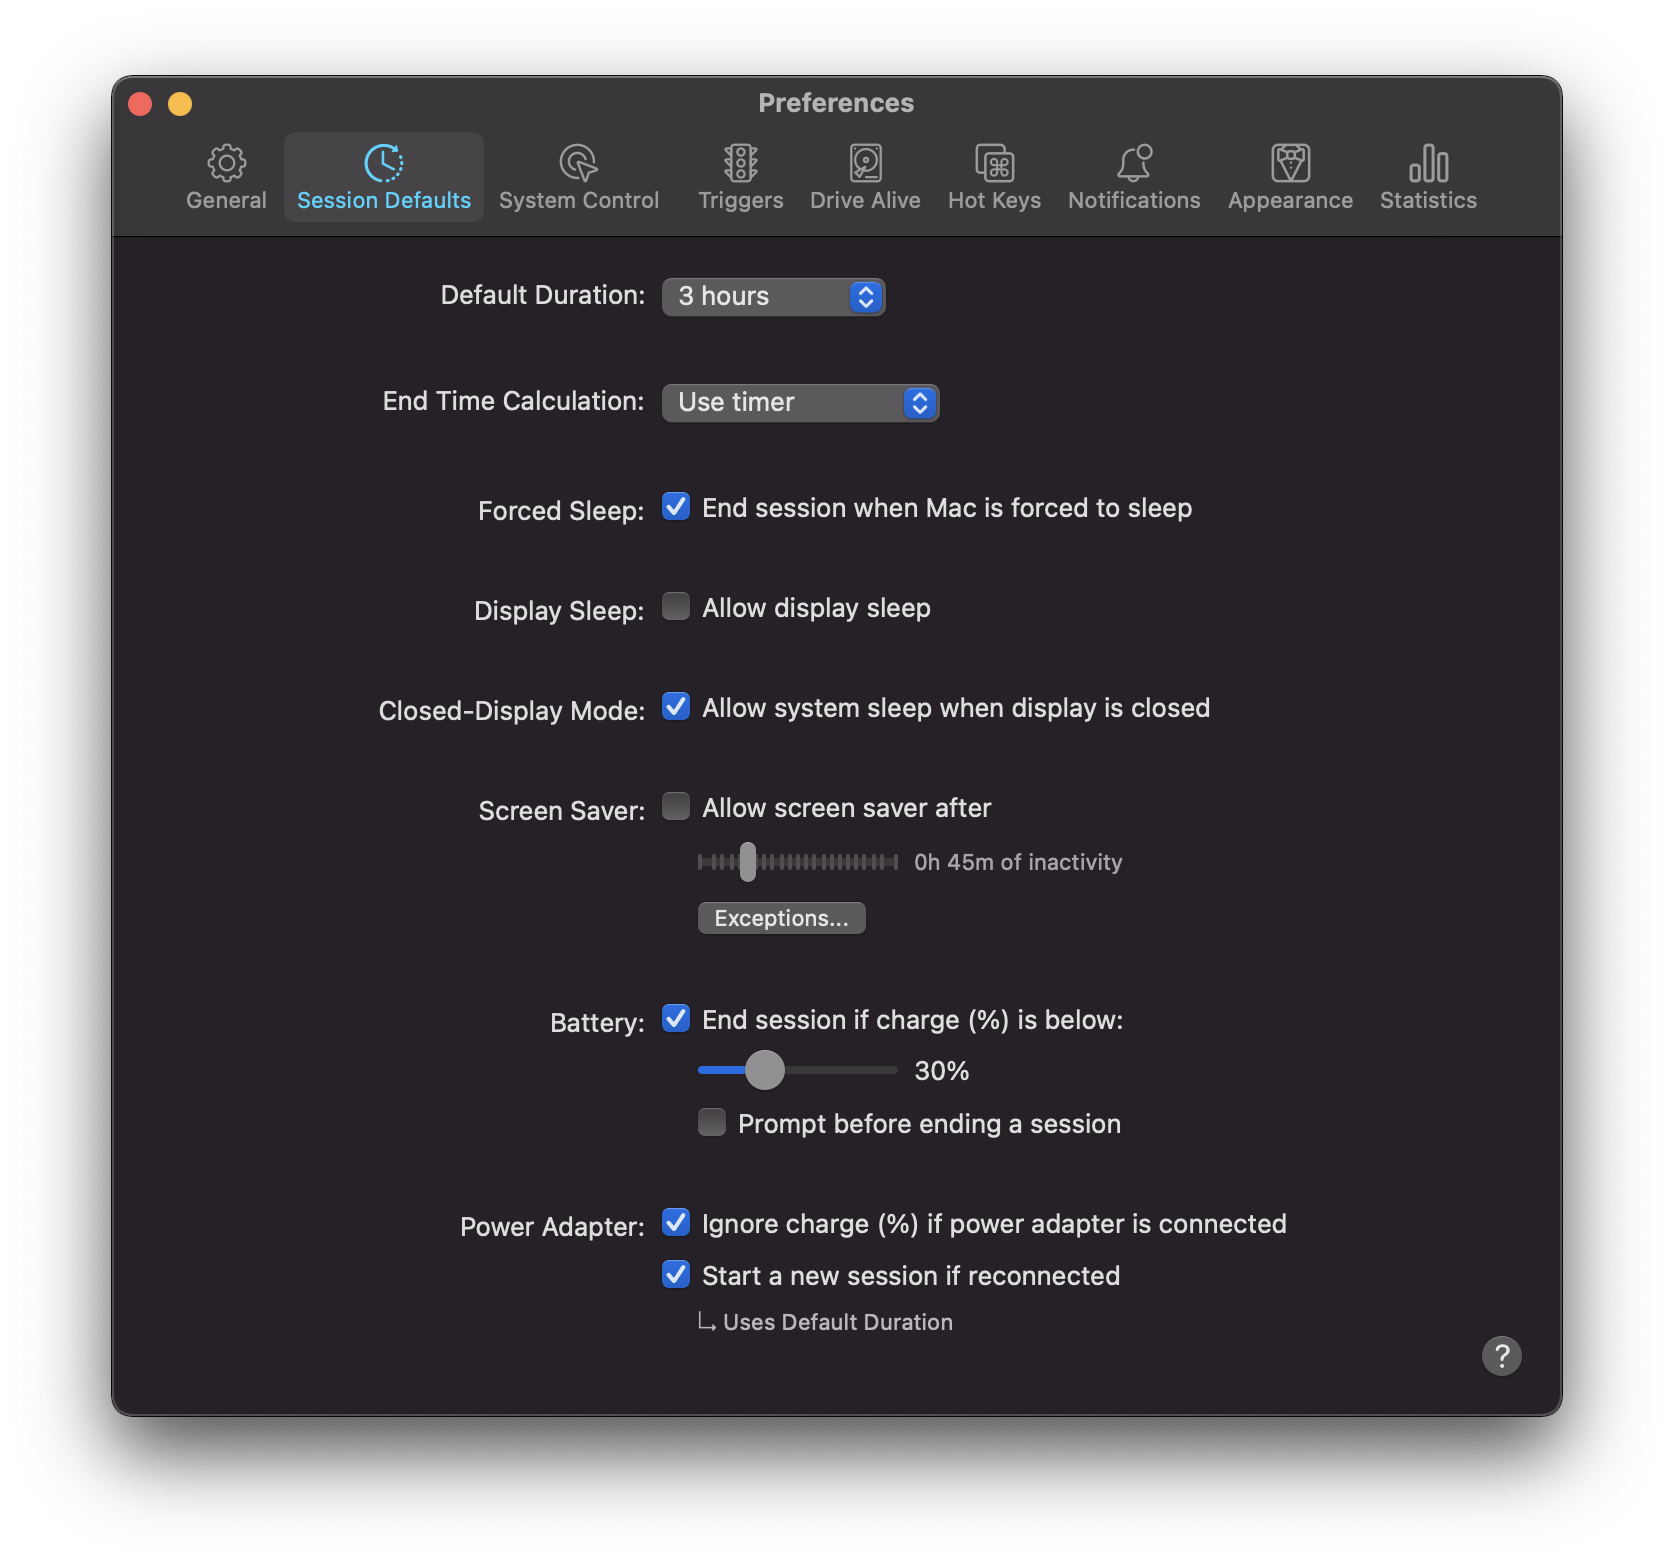 Preferences
General Session Defaults System Control Triggers Drive Alive Hot Keys Notifications Appearance Statistics
Default Duration: 3 hours
End Time Calculation: Use timer
Forced Sleep: End session when Mac is forced to sleep
Display Sleep: Allow display sleep
Closed-Display Mode: Allow system sleep when display is closed
Screen Saver: Allow screen saver after
0h 45m of inactivity
Exceptions...
Battery: End session if charge (%) is below:
30%
Prompt before ending a session
Power Adapter: Ignore charge (%) if power adapter is connected
Start a new session if reconnected
Uses Default Duration
?